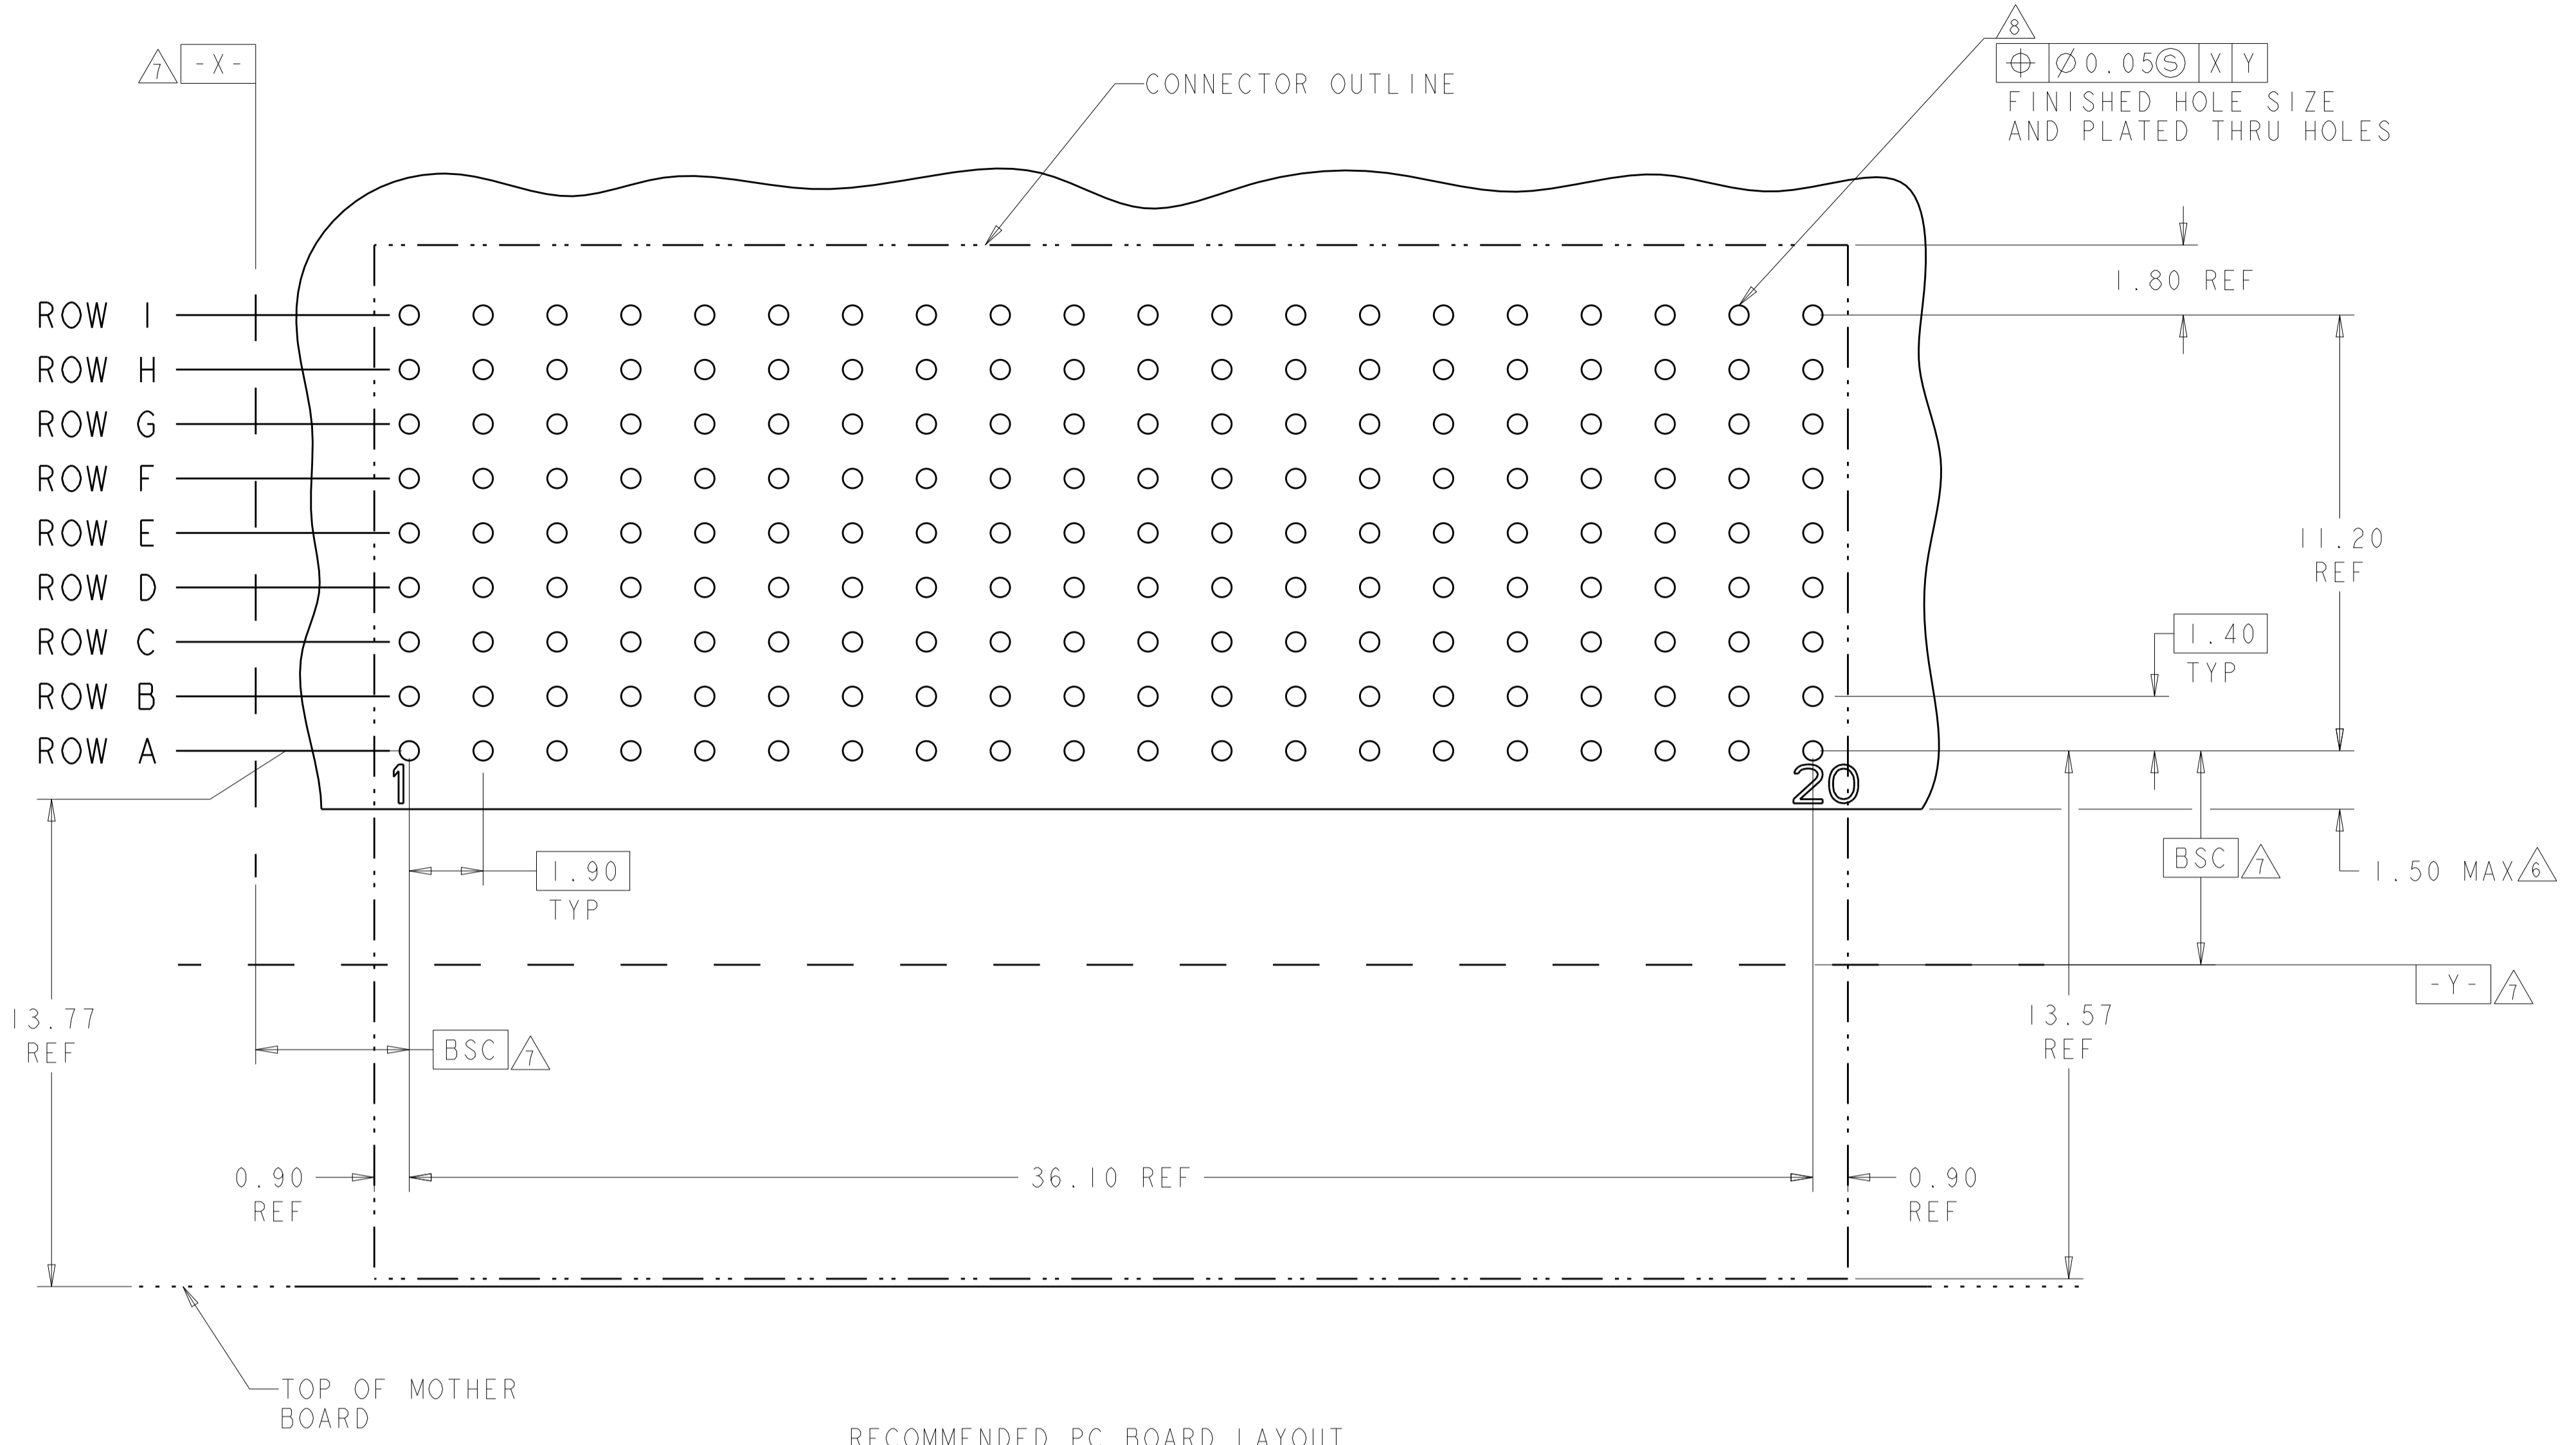 8
7 -X-
⌖ Ø0.05Ⓢ X Y
CONNECTOR OUTLINE
FINISHED HOLE SIZE
AND PLATED THRU HOLES
1.80 REF
ROW I
ROW H
ROW G
ROW F
ROW E
ROW D
ROW C
ROW B
ROW A
11.20
REF
1.40
TYP
1
20
1.90
TYP
BSC 7
1.50 MAX 6
-Y- 7
13.77
REF
BSC 7
13.57
REF
0.90
REF
36.10 REF
0.90
REF
TOP OF MOTHER
BOARD
RECOMMENDED PC BOARD LAYOUT